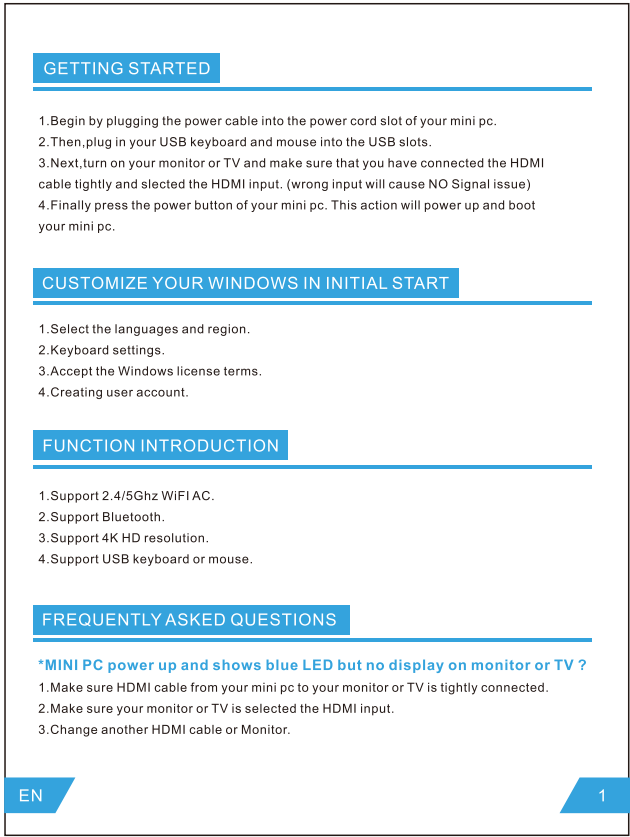 GETTING STARTED
1.Begin by plugging the power cable into the power cord slot of your mini pc.
2.Then,plug in your USB keyboard and mouse into the USB slots.
3.Next,turn on your monitor or TV and make sure that you have connected the HDMI
cable tightly and slected the HDMI input. (wrong input will cause NO Signal issue)
4.Finally press the power button of your mini pc. This action will power up and boot
your mini pc.
CUSTOMIZE YOUR WINDOWS IN INITIAL START
1.Select the languages and region.
2.Keyboard settings.
3.Accept the Windows license terms.
4.Creating user account.
FUNCTION INTRODUCTION
1.Support 2.4/5Ghz WiFI AC.
2.Support Bluetooth.
3.Support 4K HD resolution.
4.Support USB keyboard or mouse.
FREQUENTLY ASKED QUESTIONS
*MINI PC power up and shows blue LED but no display on monitor or TV ?
1.Make sure HDMI cable from your mini pc to your monitor or TV is tightly connected.
2.Make sure your monitor or TV is selected the HDMI input.
3.Change another HDMI cable or Monitor.
EN
1